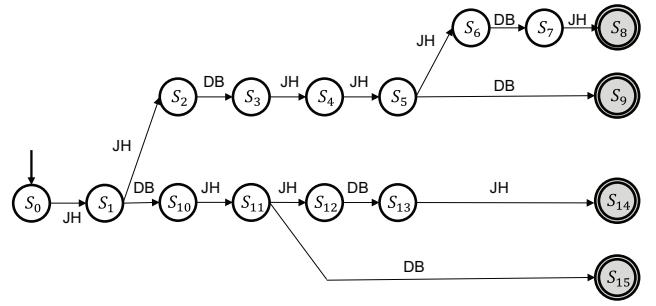 S6 DB S7 JH S8
JH
S2 DB S3 JH S4 JH S5 DB S9
JH
S0 JH S1 DB S10 JH S11 JH S12 DB S13 JH S14
DB S15